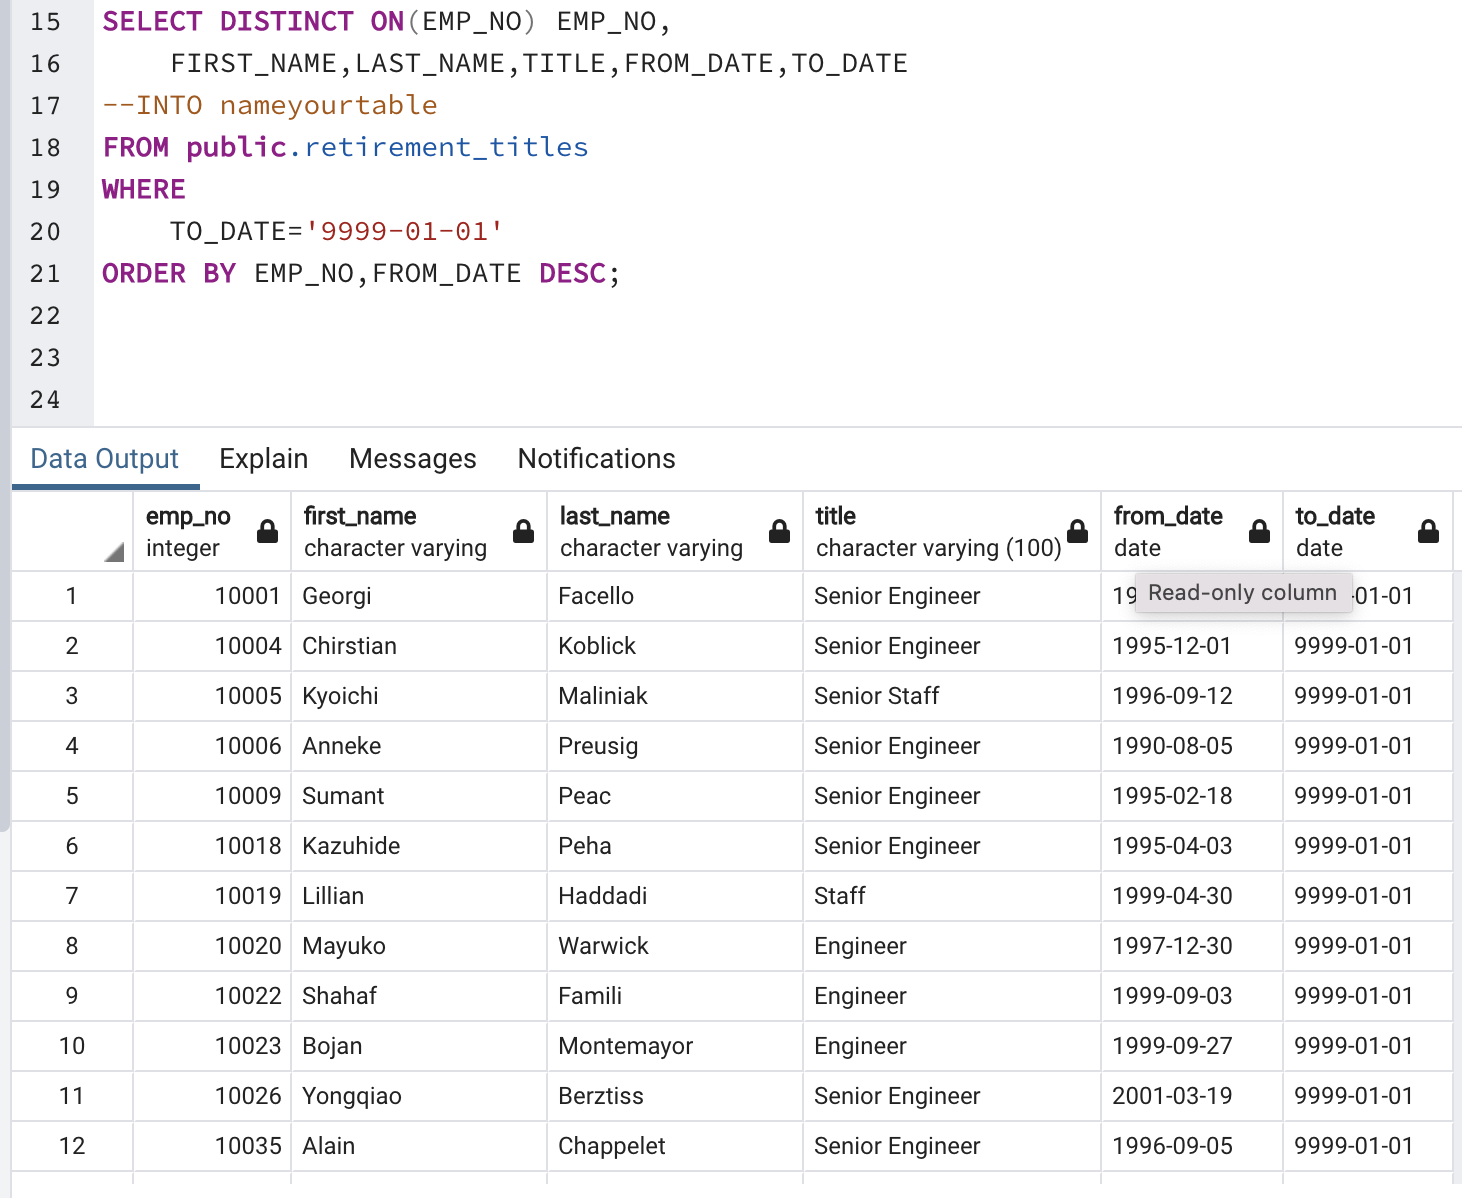 15 SELECT DISTINCT ON(EMP_NO) EMP_NO,
16 FIRST_NAME,LAST_NAME,TITLE,FROM_DATE,TO_DATE
17 --INTO nameyourtable
18 FROM public.retirement_titles
19 WHERE
20 TO_DATE='9999-01-01'
21 ORDER BY EMP_NO,FROM_DATE DESC;
22
23
24
Data Output Explain Messages Notifications
emp_no first_name last_name title from_date to_date
integer character varying character varying character varying (100) date date
Read-only column
1 10001 Georgi Facello Senior Engineer 19 -01-01
2 10004 Chirstian Koblick Senior Engineer 1995-12-01 9999-01-01
3 10005 Kyoichi Maliniak Senior Staff 1996-09-12 9999-01-01
4 10006 Anneke Preusig Senior Engineer 1990-08-05 9999-01-01
5 10009 Sumant Peac Senior Engineer 1995-02-18 9999-01-01
6 10018 Kazuhide Peha Senior Engineer 1995-04-03 9999-01-01
7 10019 Lillian Haddadi Staff 1999-04-30 9999-01-01
8 10020 Mayuko Warwick Engineer 1997-12-30 9999-01-01
9 10022 Shahaf Famili Engineer 1999-09-03 9999-01-01
10 10023 Bojan Montemayor Engineer 1999-09-27 9999-01-01
11 10026 Yongqiao Berztiss Senior Engineer 2001-03-19 9999-01-01
12 10035 Alain Chappelet Senior Engineer 1996-09-05 9999-01-01